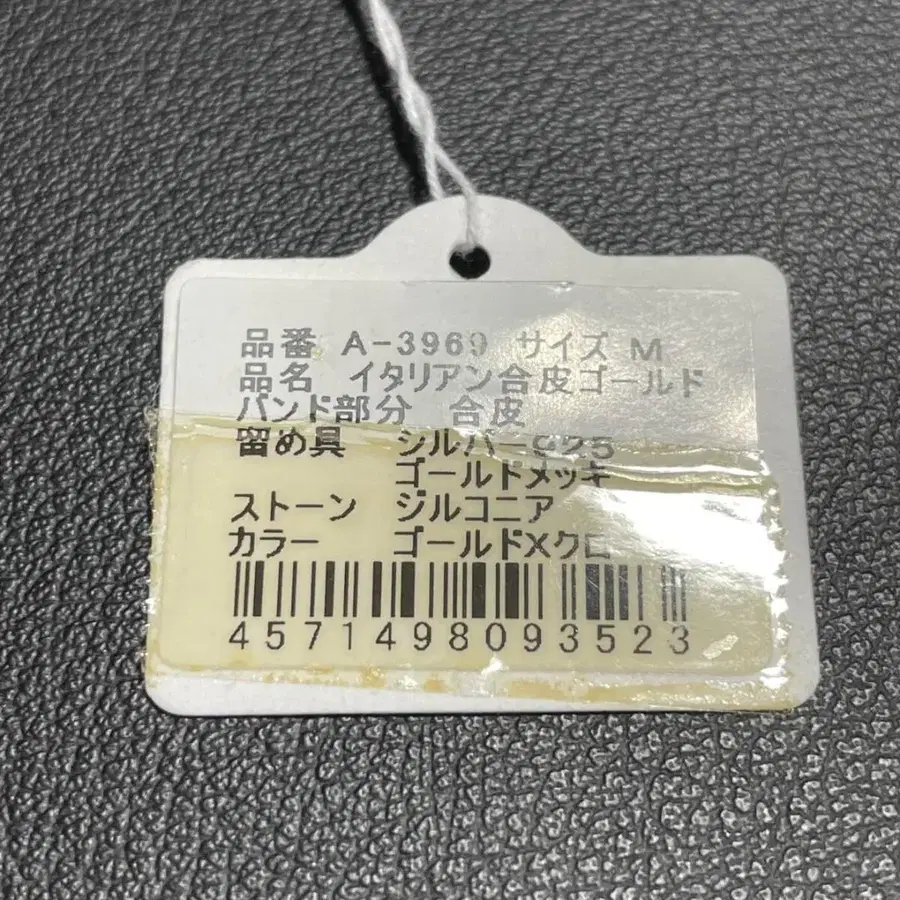 品番 A-3969 サイズ M
品名 イタリアン合皮ゴールド
バンド部分 合皮
留め具 シルバー925
ゴールドメッキ
ストーン ジルコニア
カラー ゴールドXクロ
4571498093523